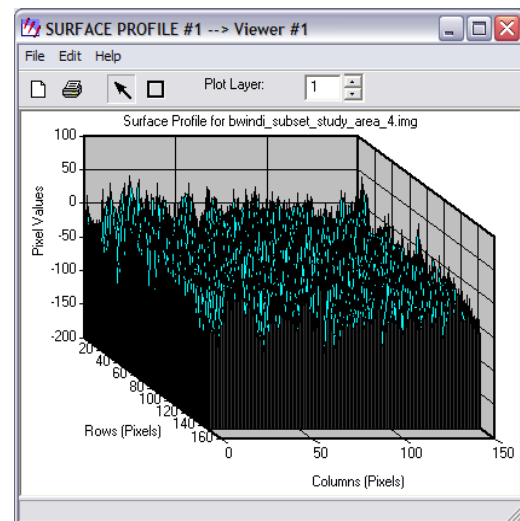 SURFACE PROFILE #1 --> Viewer #1
File Edit Help
Plot Layer: 1
Surface Profile for bwindi_subset_study_area_4.img
100
50
0
-50
-100
-150
-200
Pixel Values
20
40
60
80
100
120
140
160
Rows (Pixels)
0 50 100 150
Columns (Pixels)